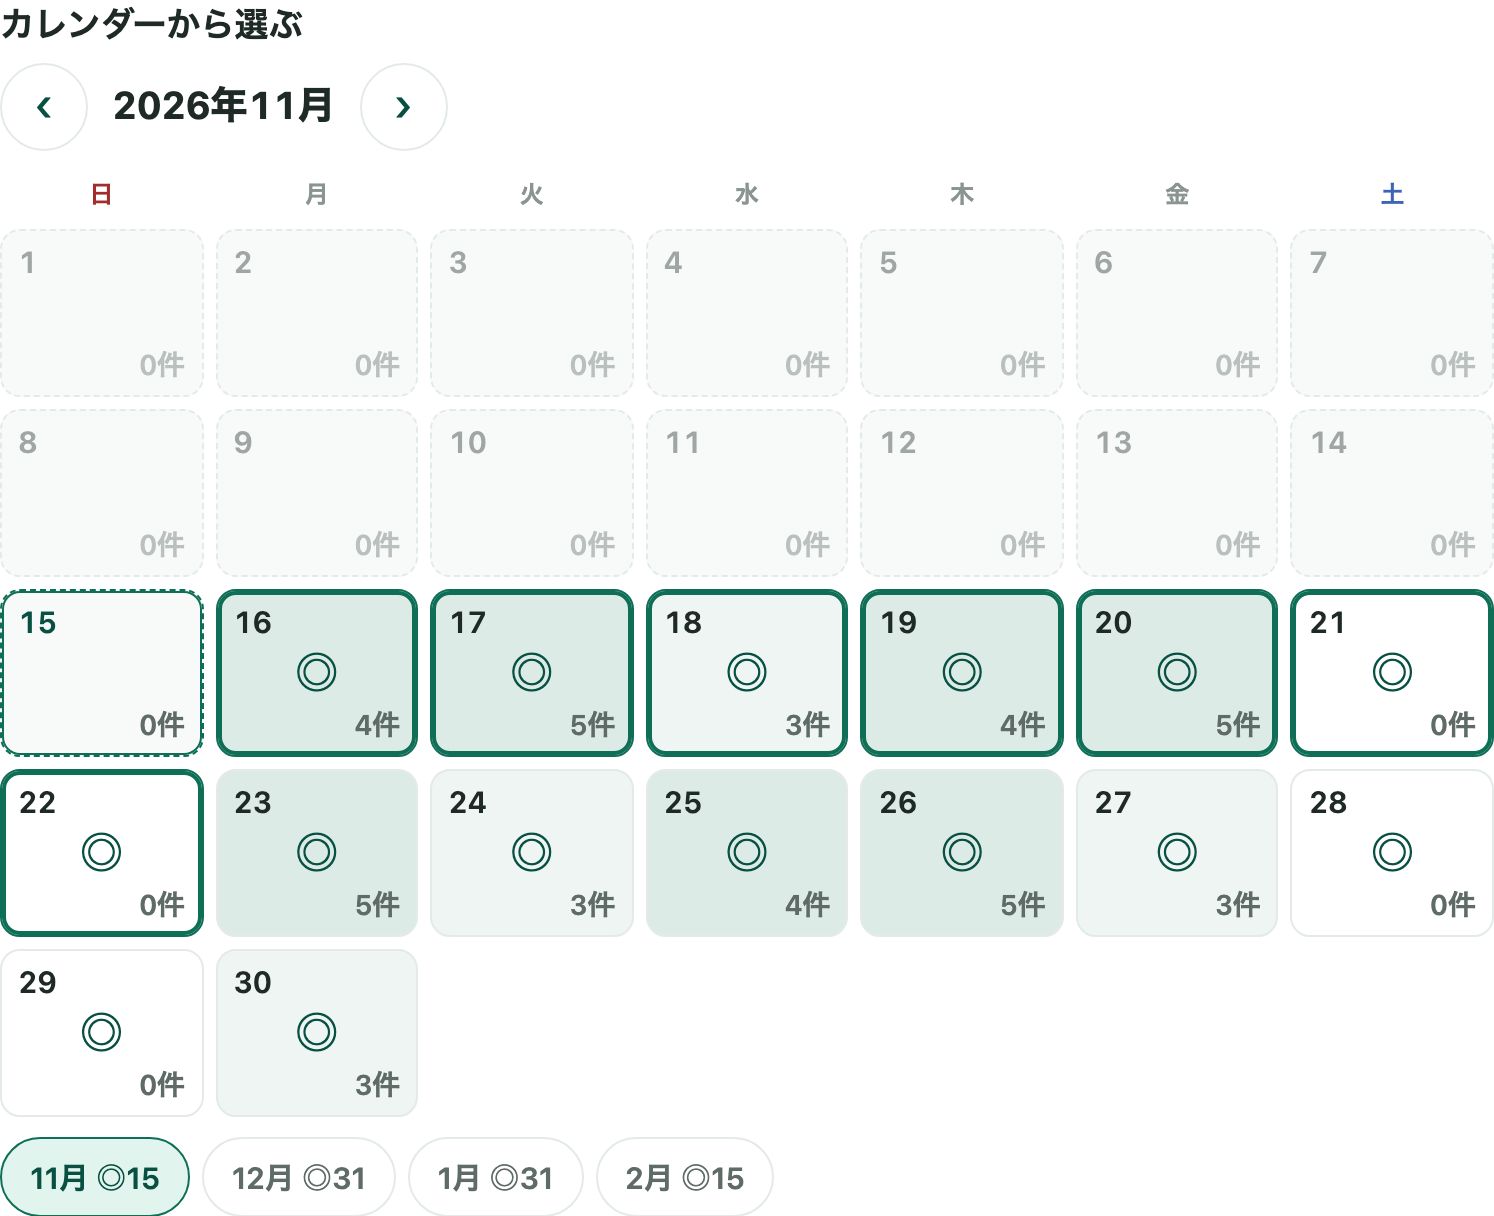 カレンダーから選ぶ
‹ 2026年11月 ›
日 月 火 水 木 金 土
1 2 3 4 5 6 7
0件 0件 0件 0件 0件 0件 0件
8 9 10 11 12 13 14
0件 0件 0件 0件 0件 0件 0件
15 16 17 18 19 20 21
◎ ◎ ◎ ◎ ◎ ◎
0件 4件 5件 3件 4件 5件 0件
22 23 24 25 26 27 28
◎ ◎ ◎ ◎ ◎ ◎ ◎
0件 5件 3件 4件 5件 3件 0件
29 30
◎ ◎
0件 3件
11月 ◎15 12月 ◎31 1月 ◎31 2月 ◎15